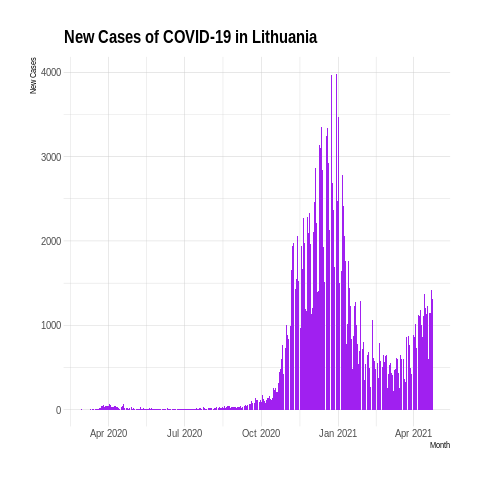 New Cases of COVID-19 in Lithuania
New Cases
4000
3000
2000
1000
0
Apr 2020
Jul 2020
Oct 2020
Jan 2021
Apr 2021
Month